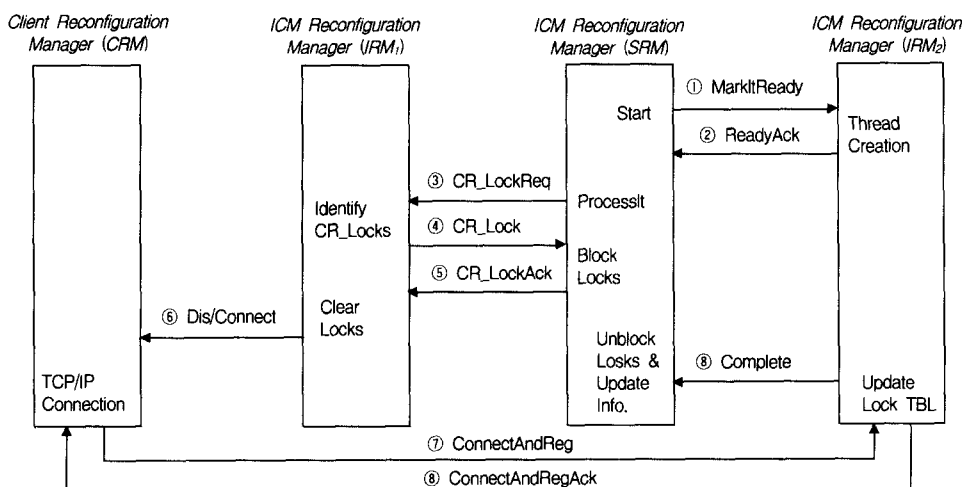 Client Reconfiguration
Manager (CRM)
ICM Reconfiguration
Manager (IRM1)
ICM Reconfiguration
Manager (SRM)
ICM Reconfiguration
Manager (IRM2)
Start
① MarkItReady
Thread
Creation
② ReadyAck
③ CR_LockReq
ProcessIt
Identify
CR_Locks
④ CR_Lock
Block
Locks
⑤ CR_LockAck
Clear
Locks
⑥ Dis/Connect
Unblock
Losks &
Update
Info.
⑧ Complete
TCP/IP
Connection
Update
Lock TBL
⑦ ConnectAndReg
⑧ ConnectAndRegAck